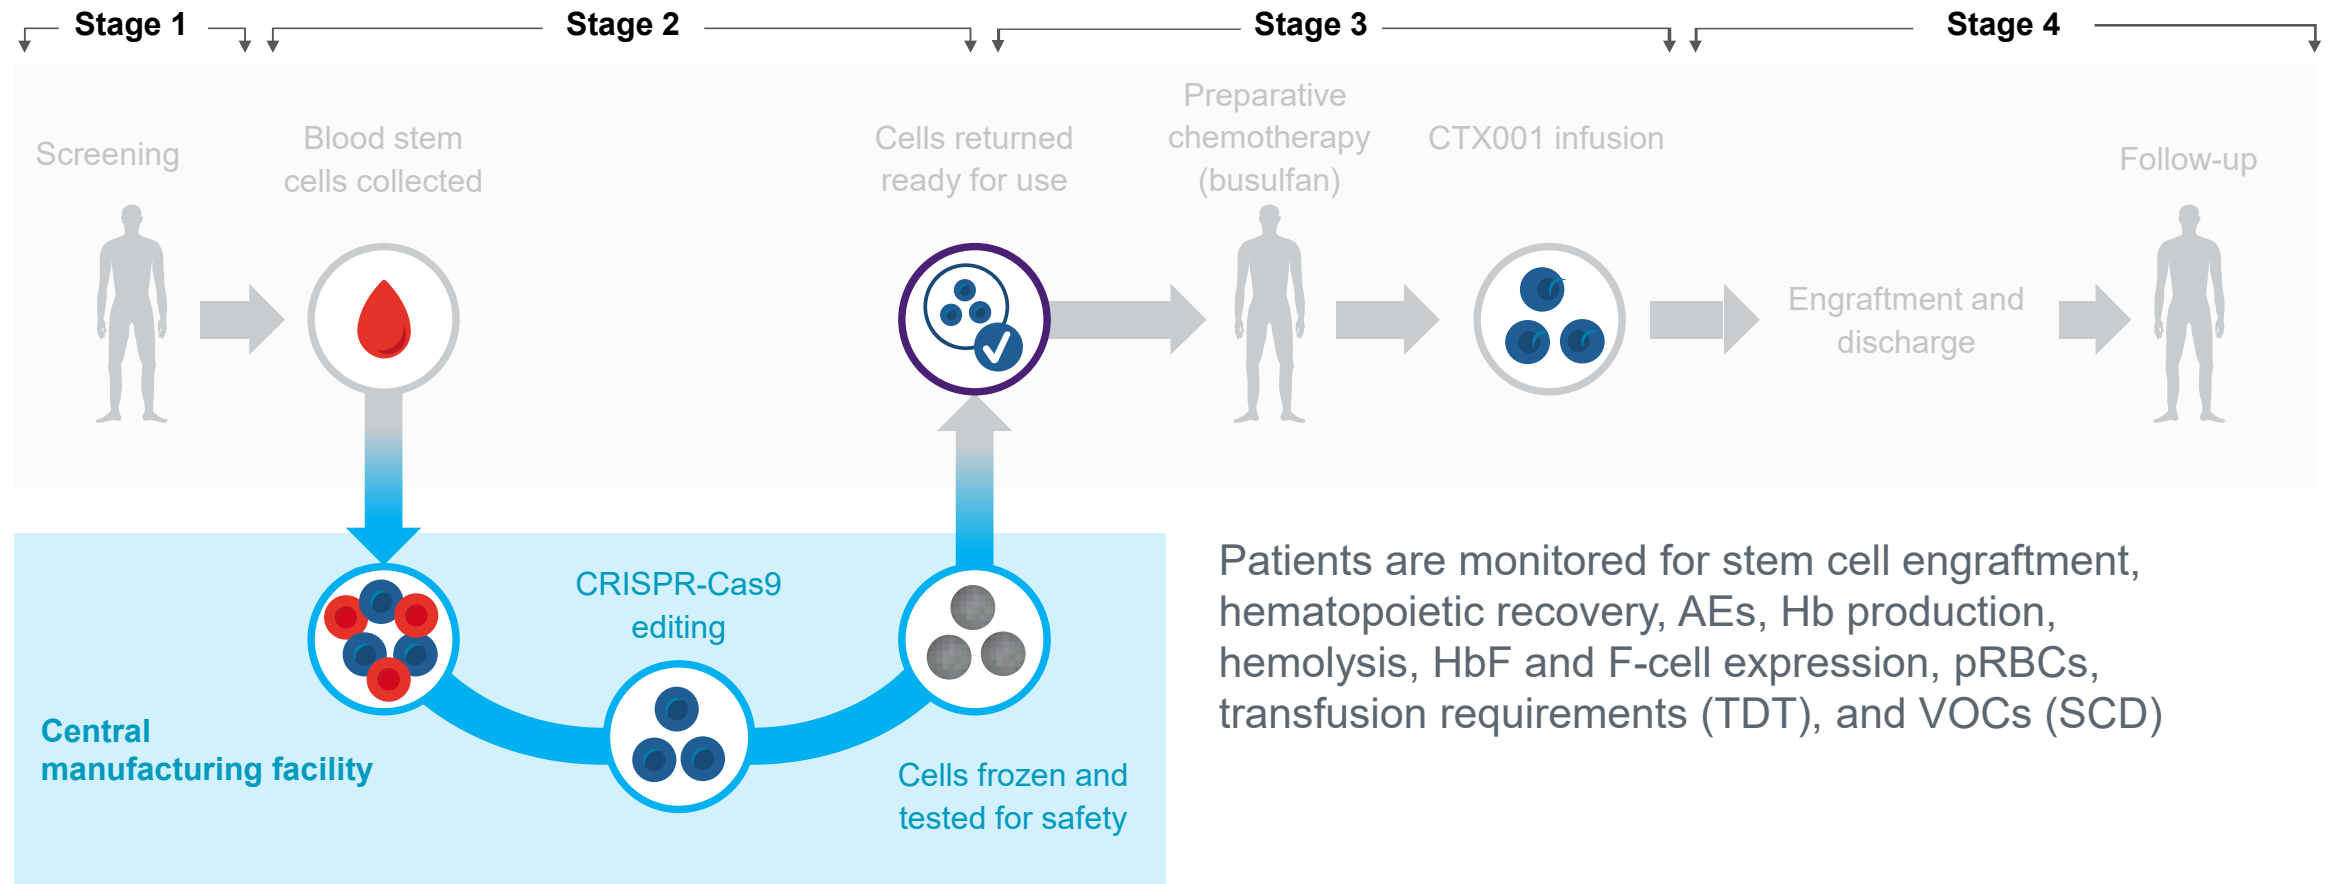 Stage 1
Stage 2
Stage 3
Stage 4
Screening
Blood stem
cells collected
Cells returned
ready for use
Preparative
chemotherapy
(busulfan)
CTX001 infusion
Engraftment and
discharge
Follow-up
Central
manufacturing facility
CRISPR-Cas9
editing
Cells frozen and
tested for safety
Patients are monitored for stem cell engraftment,
hematopoietic recovery, AEs, Hb production,
hemolysis, HbF and F-cell expression, pRBCs,
transfusion requirements (TDT), and VOCs (SCD)